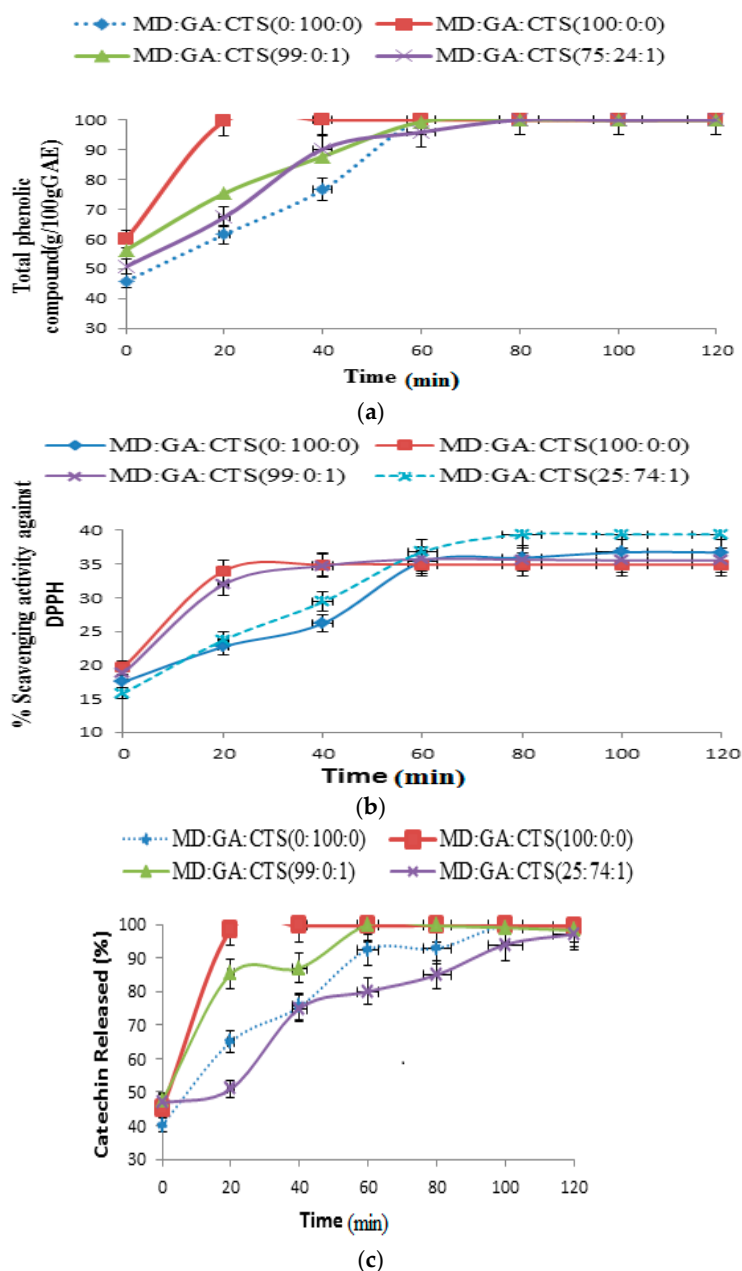 MD:GA:CTS(0:100:0) MD:GA:CTS(100:0:0)
MD:GA:CTS(99:0:1) MD:GA:CTS(75:24:1)
Total phenolic
compound(g/100gGAE)
100
90
80
70
60
50
40
30
0 20 40 60 80 100 120
Time (min)
(a)
MD:GA:CTS(0:100:0) MD:GA:CTS(100:0:0)
MD:GA:CTS(99:0:1) MD:GA:CTS(25:74:1)
% Scavenging activity against
DPPH
40
35
30
25
20
15
10
0 20 40 60 80 100 120
Time (min)
(b)
MD:GA:CTS(0:100:0) MD:GA:CTS(100:0:0)
MD:GA:CTS(99:0:1) MD:GA:CTS(25:74:1)
Catechin Released (%)
100
90
80
70
60
50
40
30
0 20 40 60 80 100 120
Time (min)
(c)